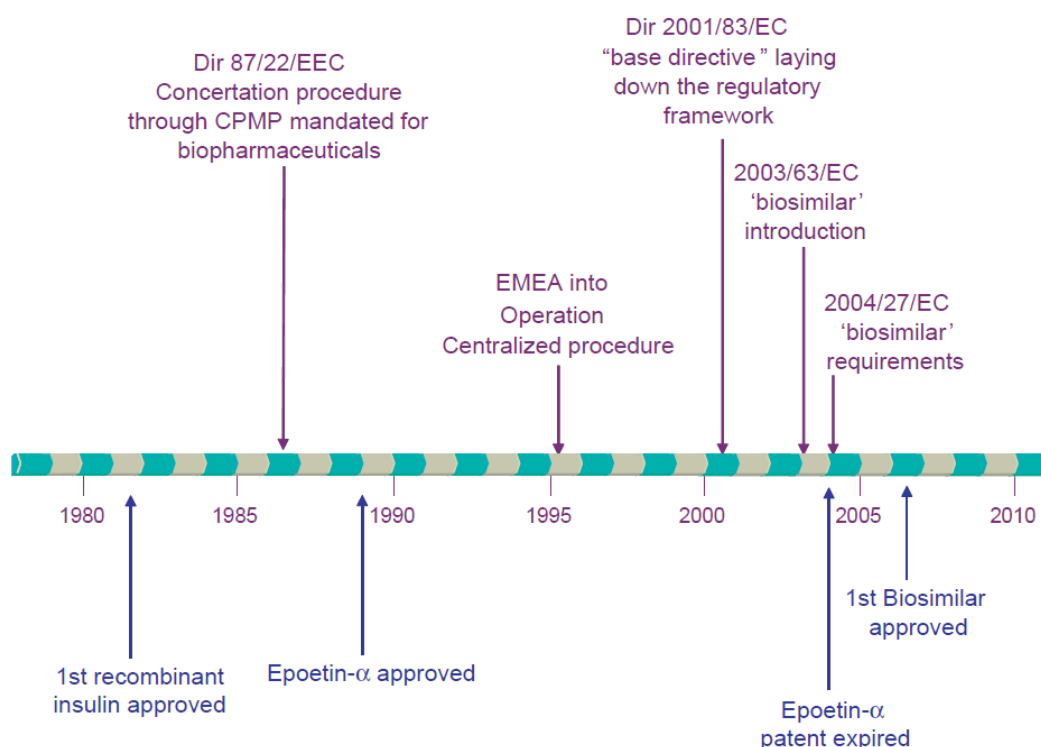 Dir 87/22/EEC
Concertation procedure
through CPMP mandated for
biopharmaceuticals
Dir 2001/83/EC
“base directive” laying
down the regulatory
framework
2003/63/EC
‘biosimilar’
introduction
EMEA into
Operation
Centralized procedure
2004/27/EC
‘biosimilar’
requirements
1980
1985
1990
1995
2000
2005
2010
1st recombinant
insulin approved
Epoetin-α approved
Epoetin-α
patent expired
1st Biosimilar
approved